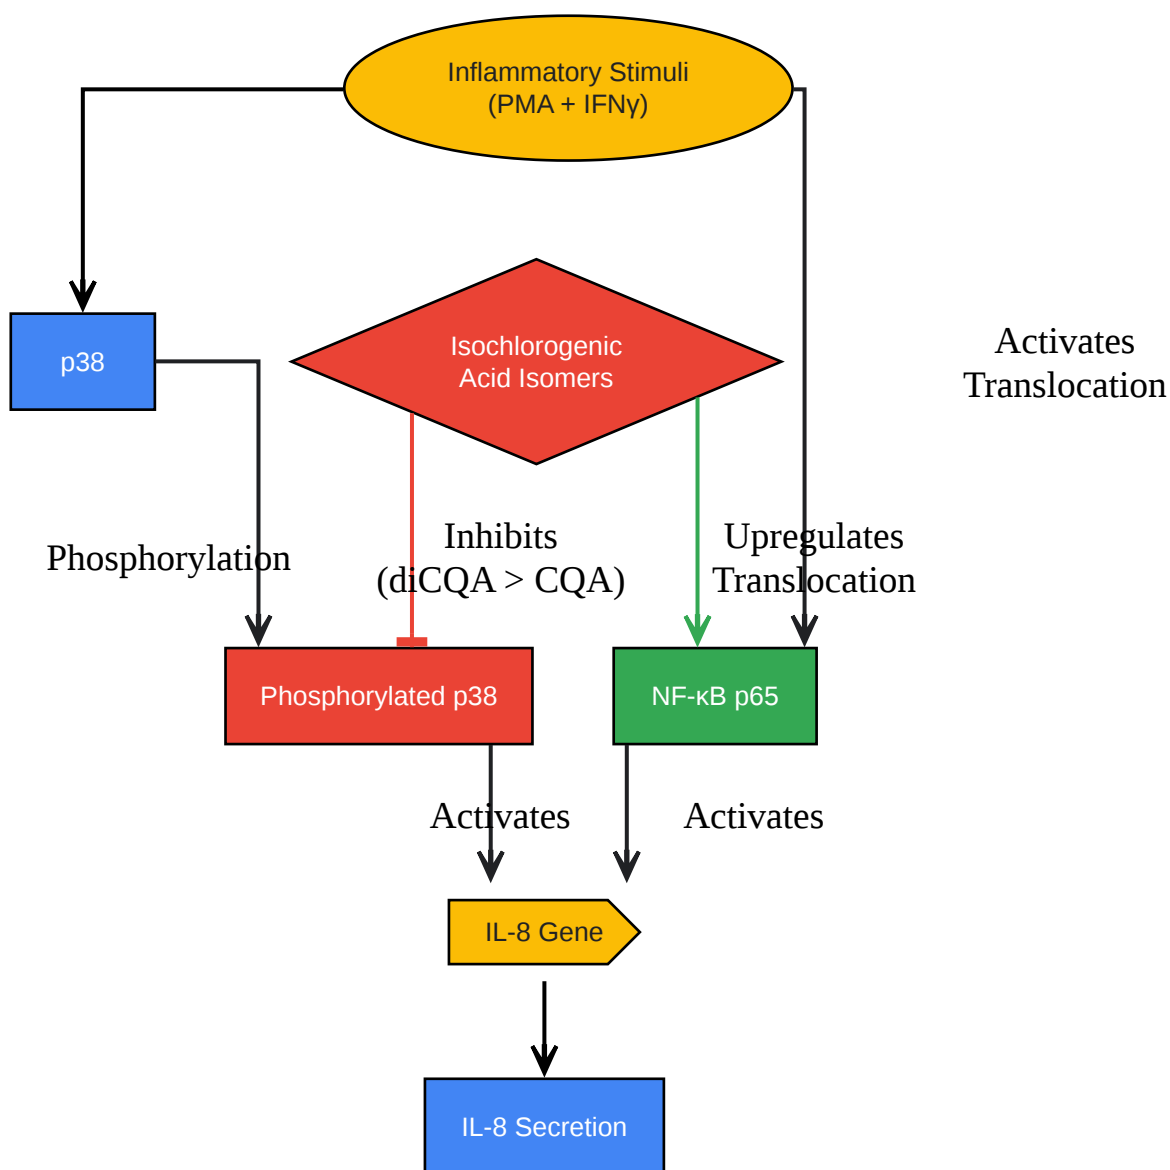 Inflammatory Stimuli
(PMA + IFNγ)
p38
Isochlorogenic
Acid Isomers
Activates
Translocation
Phosphorylation
Inhibits
(diCQA > CQA)
Upregulates
Translocation
Phosphorylated p38
NF-κB p65
Activates
Activates
IL-8 Gene
IL-8 Secretion